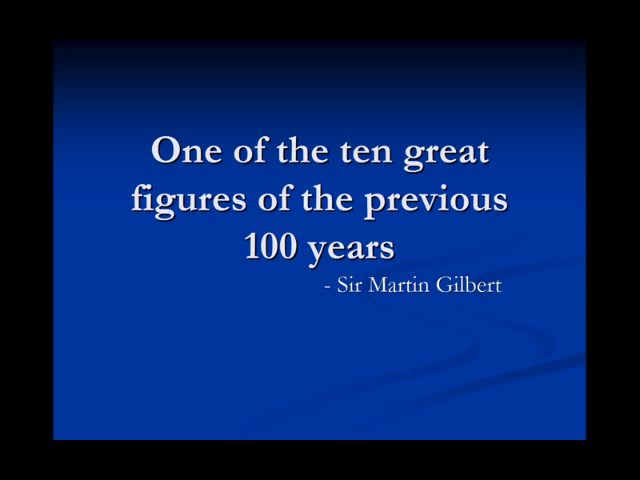 One of the ten great
figures of the previous
100 years
- Sir Martin Gilbert